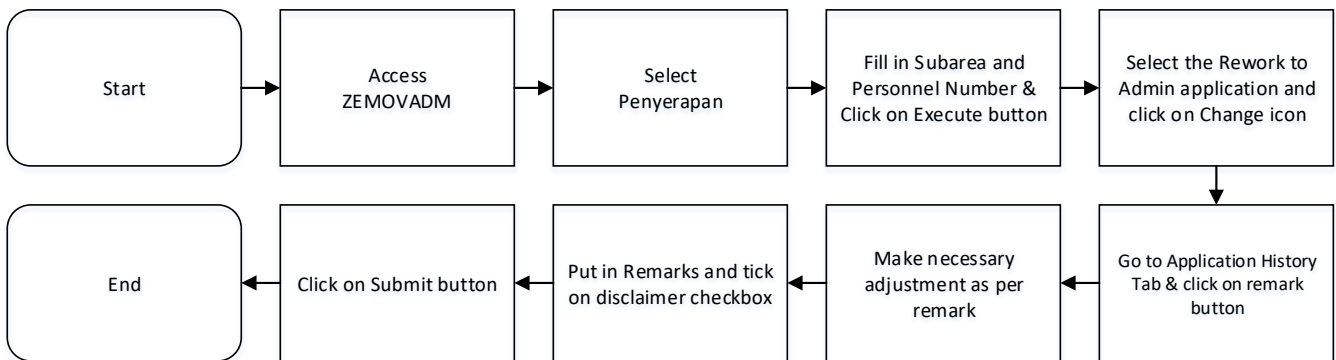 Start
Access
ZEMOVADM
Select
Penyerapan
Fill in Subarea and
Personnel Number &
Click on Execute button
Select the Rework to
Admin application and
click on Change icon
Go to Application History
Tab & click on remark
button
Make necessary
adjustment as per
remark
Put in Remarks and tick
on disclaimer checkbox
Click on Submit button
End